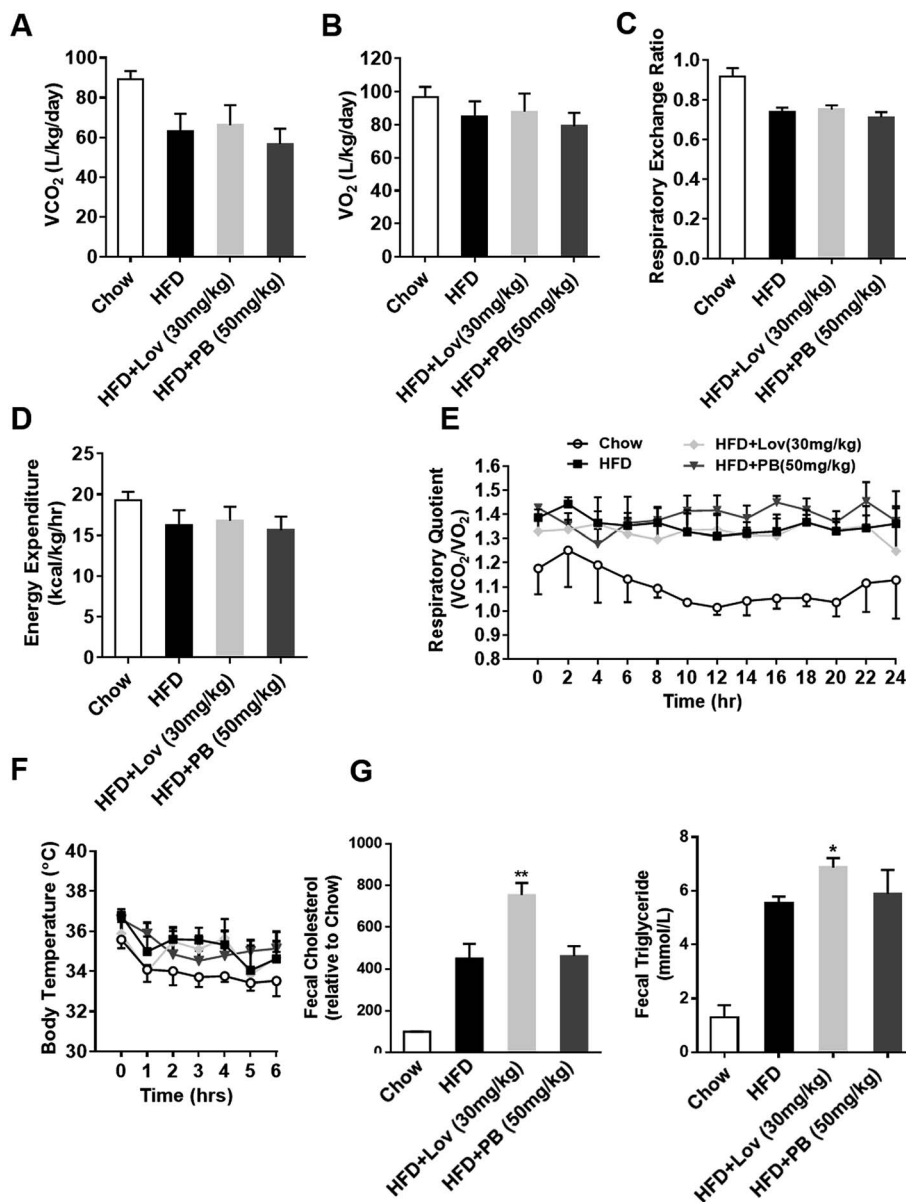 A
VCO2 (L/kg/day)
100
80
60
40
20
0
Chow
HFD
HFD+Lov (30mg/kg)
HFD+PB (50mg/kg)
B
VO2 (L/kg/day)
120
100
80
60
40
20
0
Chow
HFD
HFD+Lov (30mg/kg)
HFD+PB(50mg/kg)
C
Respiratory Exchange Ratio
1.0
0.8
0.6
0.4
0.2
0.0
Chow
HFD
HFD+Lov (30mg/kg)
HFD+PB (50mg/kg)
D
Energy Expenditure
(kcal/kg/hr)
25
20
15
10
5
0
Chow
HFD
HFD+Lov (30mg/kg)
HFD+PB (50mg/kg)
E
Chow
HFD
HFD+Lov(30mg/kg)
HFD+PB(50mg/kg)
Respiratory Quotient
(VCO2/VO2)
1.6
1.5
1.4
1.3
1.2
1.1
1.0
0.9
0.8
0 2 4 6 8 10 12 14 16 18 20 22 24
Time (hr)
F
Body Temperature (°C)
40
38
36
34
32
30
0 1 2 3 4 5 6
Time (hrs)
G
Fecal Cholesterol
(relative to Chow)
1000
800
600
400
200
0
**
Chow
HFD
HFD+Lov (30mg/kg)
HFD+PB (50mg/kg)
Fecal Triglyceride
(mmol/L)
8
6
4
2
0
*
Chow
HFD
HFD+Lov (30mg/kg)
HFD+PB (50mg/kg)